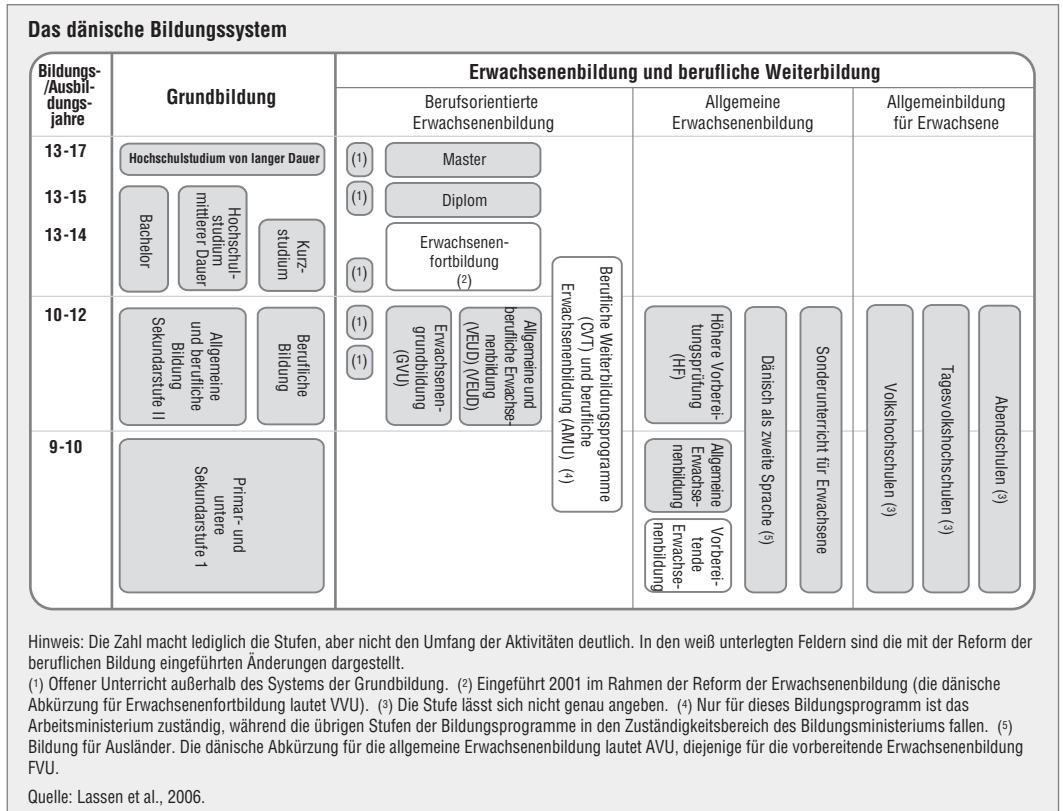 Das dänische Bildungssystem
Bildungs-
/Ausbil-
dungs-
jahre
Grundbildung
Erwachsenenbildung und berufliche Weiterbildung
Berufsorientierte
Erwachsenenbildung
Allgemeine
Erwachsenenbildung
Allgemeinbildung
für Erwachsene
13-17
Hochschulstudium von langer Dauer
(1)
Master
13-15
(1)
Diplom
13-14
Bachelor
Hochschul-
studium
mittlerer Dauer
Kurz-
studium
(1)
Erwachsenen-
fortbildung
(2)
Berufliche Weiterbildungsprogramme
(CVT) und berufliche
Erwachsenenbildung (AMU) (4)
10-12
Allgemeine
und berufliche
Bildung
Sekundarstufe II
Berufliche
Bildung
(1)
(1)
Erwachsenen-
grundbildung
(GVU)
Allgemeine und
berufliche Erwachse-
nenbildung
(VEUD) (VEUD)
Höhere Vorberei-
tungsprüfung
(HF)
Dänisch als zweite Sprache (5)
Sonderunterricht für Erwachsene
Volkshochschulen (3)
Tagesvolkshochschulen (3)
Abendschulen (3)
9-10
Primar- und
untere
Sekundarstufe 1
Allgemeine
Erwachse-
nenbildung
Vorberei-
tende
Erwachse-
nenbildung
Hinweis: Die Zahl macht lediglich die Stufen, aber nicht den Umfang der Aktivitäten deutlich. In den weiß unterlegten Feldern sind die mit der Reform der
beruflichen Bildung eingeführten Änderungen dargestellt.
(1) Offener Unterricht außerhalb des Systems der Grundbildung. (2) Eingeführt 2001 im Rahmen der Reform der Erwachsenenbildung (die dänische
Abkürzung für Erwachsenenfortbildung lautet VVU). (3) Die Stufe lässt sich nicht genau angeben. (4) Nur für dieses Bildungsprogramm ist das
Arbeitsministerium zuständig, während die übrigen Stufen der Bildungsprogramme in den Zuständigkeitsbereich des Bildungsministeriums fallen. (5)
Bildung für Ausländer. Die dänische Abkürzung für die allgemeine Erwachsenenbildung lautet AVU, diejenige für die vorbereitende Erwachsenenbildung
FVU.
Quelle: Lassen et al., 2006.